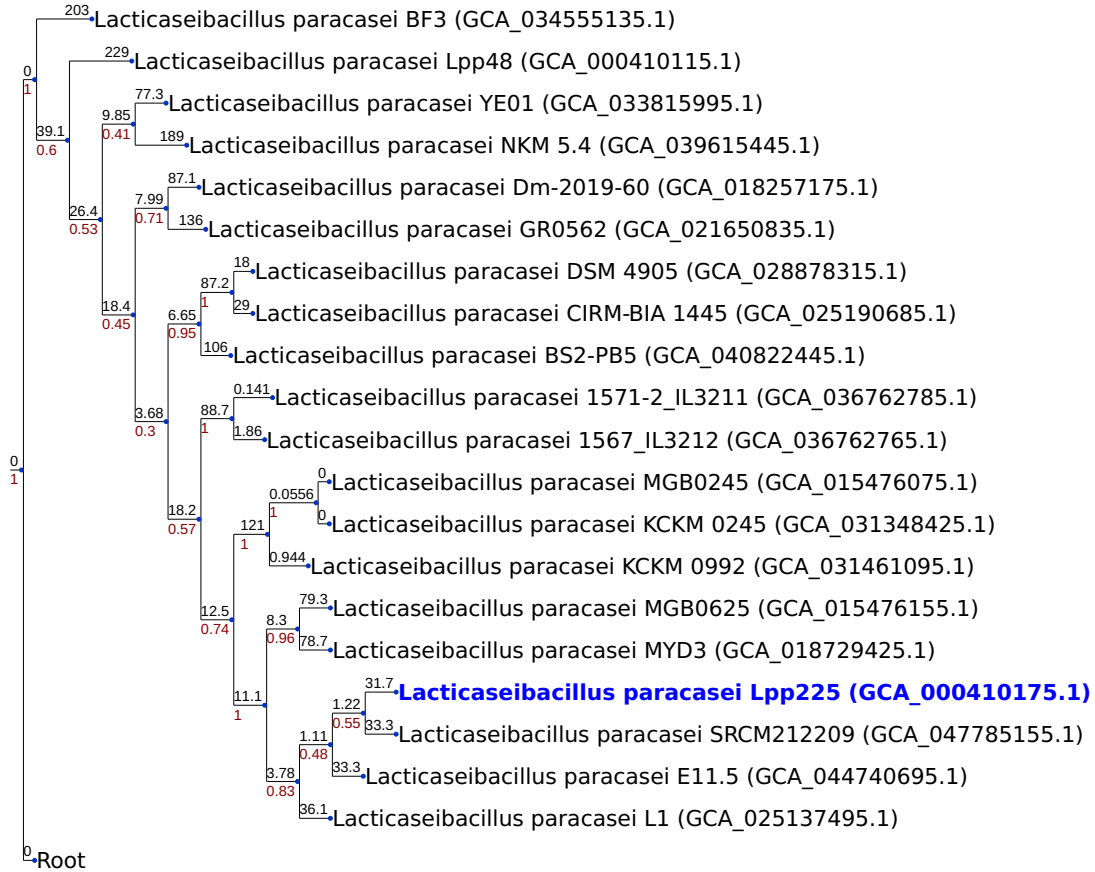 203
Lacticaseibacillus paracasei BF3 (GCA_034555135.1)
229
Lacticaseibacillus paracasei Lpp48 (GCA_000410115.1)
0
1
77.3
Lacticaseibacillus paracasei YE01 (GCA_033815995.1)
9.85
0.41
39.1
0.6
189
Lacticaseibacillus paracasei NKM 5.4 (GCA_039615445.1)
87.1
Lacticaseibacillus paracasei Dm-2019-60 (GCA_018257175.1)
7.99
0.71
26.4
0.53
136
Lacticaseibacillus paracasei GR0562 (GCA_021650835.1)
18
Lacticaseibacillus paracasei DSM 4905 (GCA_028878315.1)
87.2
1
18.4
0.45
29
Lacticaseibacillus paracasei CIRM-BIA 1445 (GCA_025190685.1)
6.65
0.95
106
Lacticaseibacillus paracasei BS2-PB5 (GCA_040822445.1)
0.141
Lacticaseibacillus paracasei 1571-2_IL3211 (GCA_036762785.1)
3.68
0.3
88.7
1
1.86
Lacticaseibacillus paracasei 1567_IL3212 (GCA_036762765.1)
0
1
0
Lacticaseibacillus paracasei MGB0245 (GCA_015476075.1)
0.0556
1
18.2
0.57
0
Lacticaseibacillus paracasei KCKM 0245 (GCA_031348425.1)
121
1
0.944
Lacticaseibacillus paracasei KCKM 0992 (GCA_031461095.1)
79.3
Lacticaseibacillus paracasei MGB0625 (GCA_015476155.1)
12.5
0.74
8.3
0.96
78.7
Lacticaseibacillus paracasei MYD3 (GCA_018729425.1)
31.7
Lacticaseibacillus paracasei Lpp225 (GCA_000410175.1)
11.1
1
1.22
0.55
33.3
Lacticaseibacillus paracasei SRCM212209 (GCA_047785155.1)
1.11
0.48
33.3
Lacticaseibacillus paracasei E11.5 (GCA_044740695.1)
3.78
0.83
36.1
Lacticaseibacillus paracasei L1 (GCA_025137495.1)
0
Root